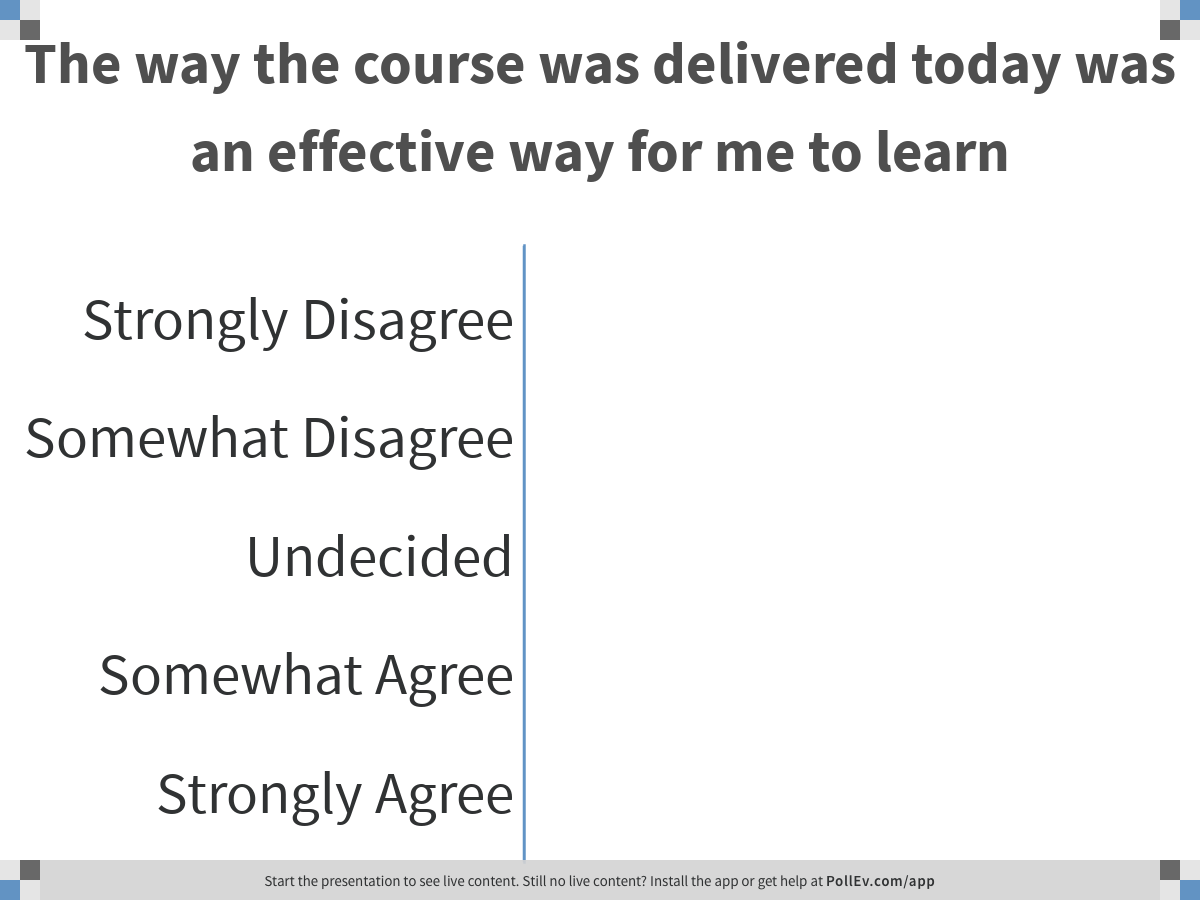 The way the course was delivered today was
an effective way for me to learn
Strongly Disagree
Somewhat Disagree
Undecided
Somewhat Agree
Strongly Agree
Start the presentation to see live content. Still no live content? Install the app or get help at PollEv.com/app